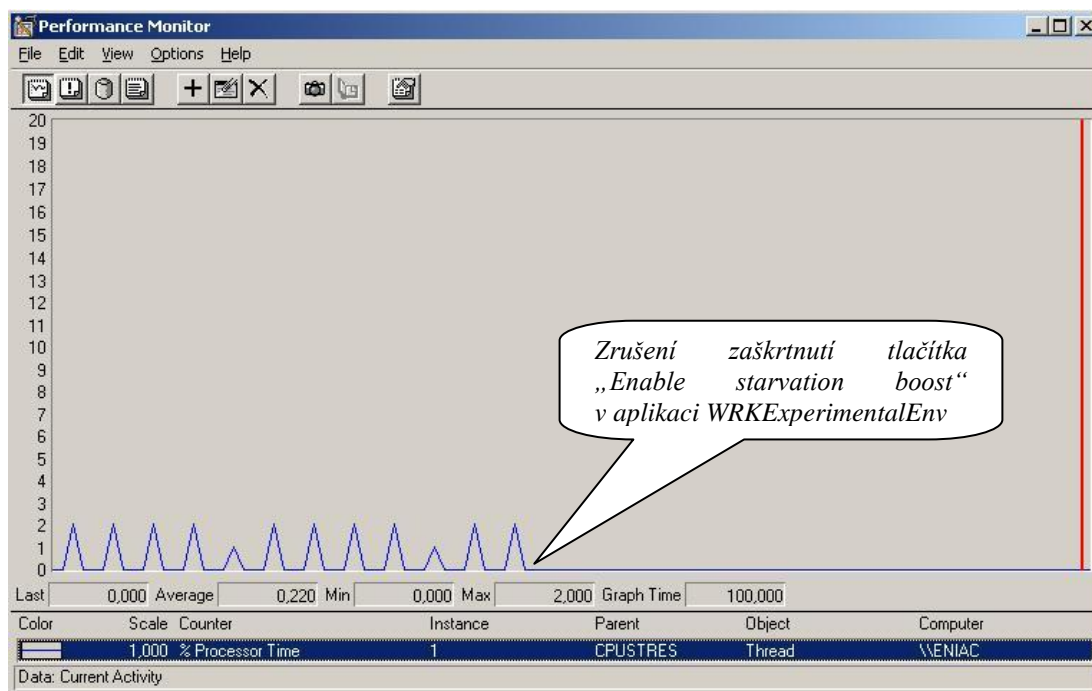 Performance Monitor
File Edit View Options Help
20
19
18
17
16
15
14
13
12
11
10
9
8
7
6
5
4
3
2
1
0
Zrušení zaškrtnutí tlačítka
„Enable starvation boost“
v aplikaci WRKExperimentalEnv
Last 0,000 Average 0,220 Min 0,000 Max 2,000 Graph Time 100,000
Color Scale Counter Instance Parent Object Computer
1,000 % Processor Time 1 CPUSTRES Thread \\ENIAC
Data: Current Activity